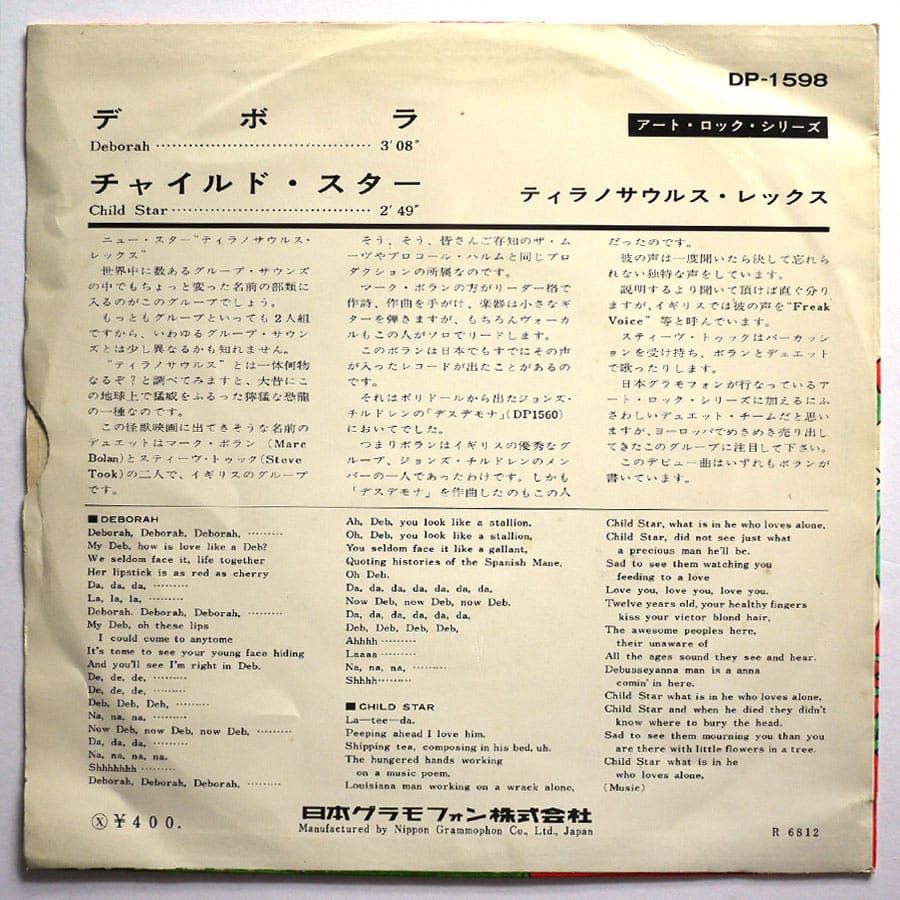 DP-1598
デボラ
Deborah ………………………………… 3′08″
アート・ロック・シリーズ
チャイルド・スター
Child Star ……………………………… 2′49″
ティラノサウルス・レックス
ニュー・スター“ティラノサウルス・
レックス”
世界中に数あるグループ・サウンズ
の中でもちょっと変った名前の部類に
入るのがこのグループでしょう。
もっともグループといっても2人組
ですから、いわゆるグループ・サウン
ズとは少し異なるかも知れません。
“ティラノサウルス”とは一体何物
なるぞ?と調べてみますと、大昔にこ
の地球上で猛威をふるった獰猛な恐龍
の一種なのです。
この怪獣映画に出てきそうな名前の
デュエットはマーク・ボラン (Marc
Bolan)とスティーヴ・トゥック(Steve
Took)の二人で、イギリスのグループ
です。
そう、そう、皆さんご存知のザ・ム
ーヴやプロコール・ハルムと同じプロ
ダクションの所属なのです。
マーク・ボランの方がリーダー格で
作詩、作曲を手がけ、楽器は小さなギ
ターを弾きますが、もちろんヴォーカ
ルもこの人がソロでリードします。
このボランは日本でもすでにその声
が入ったレコードが出たことがあるの
です。
それはポリドールから出たジョンズ・
チルドレンの「デスデモナ」(DP1560)
においてでした。
つまりボランはイギリスの優秀なグ
ループ、ジョンズ・チルドレンのメン
バーの一人であったわけです。しかも
「デスデモナ」を作曲したのもこの人
だったのです。
彼の声は一度聞いたら決して忘れら
れない独特な声をしています。
説明するより聞いて頂けば直ぐ分り
ますが、イギリスでは彼の声を“Freak
Voice” 等と呼んでいます。
スティーヴ・トゥックはパーカッシ
ョンを受け持ち、ボランとデュエット
で歌ったりします。
日本グラモフォンが行なっているア
ート・ロック・シリーズに加えるにふ
さわしいデュエット・チームだと思い
ますが、ヨーロッパでめきめき売り出し
てきたこのグループに注目して下さい。
このデビュー曲はいずれもボランが
書いています。
■DEBORAH
Deborah, Deborah, Deborah, ………
My Deb, how is love like a Deb?
We seldom face it, life together
Her lipstick is as red as cherry
Da, da, da, ………
La, la, la, ………
Deborah. Deborah, Deborah, ………
My Deb, oh these lips
I could come to anytome
It's tome to see your young face hiding
And you'll see I'm right in Deb.
De, de, de, ………
De, de, de, ………
Deb, Deb, Deb, ………
Na, na, na, ………
Now Deb, now Deb, now Deb, ………
Da, da, da, ………
Na, na, na, na.
Shhhhhhh ………
Deborah, Deborah, Deborah, ………
Ah, Deb, you look like a stallion,
Oh, Deb, you look like a stallion,
You seldom face it like a gallant,
Quoting histories of the Spanish Mane,
Oh Deb.
Da, da, da, da, da, da, da,
Now Deb, now Deb, now Deb.
Da, da, da, da, da, da,
Deb, Deb, Deb, Deb,
Ahhhh ………
Laaaa ………
Na, na, na, ………
Shhhh………
■CHILD STAR
La—tee—da.
Peeping ahead I love him.
Shipping tea, composing in his bed, uh.
The hungered hands working
on a music poem,
Louisiana man working on a wrack alone,
Child Star, what is in he who loves alone,
Child Star, did not see just what
a precious man he'll be.
Sad to see them watching you
feeding to a love
Love you, love you, love you.
Twelve years old, your healthy fingers
kiss your victor blond hair,
The awesome peoples here,
their unaware of
All the ages sound they see and hear.
Debusseyanna man is a anna
comin' in here.
Child Star what is in he who loves alone,
Child Star and when he died they didn't
know where to bury the head.
Sad to see them mourning you than you
are there with little flowers in a tree.
Child Star what is in he
who loves alone,
(Music)
Ⓧ ¥400.
日本グラモフォン株式会社
Manufactured by Nippon Grammophon Co., Ltd., Japan
R 6812